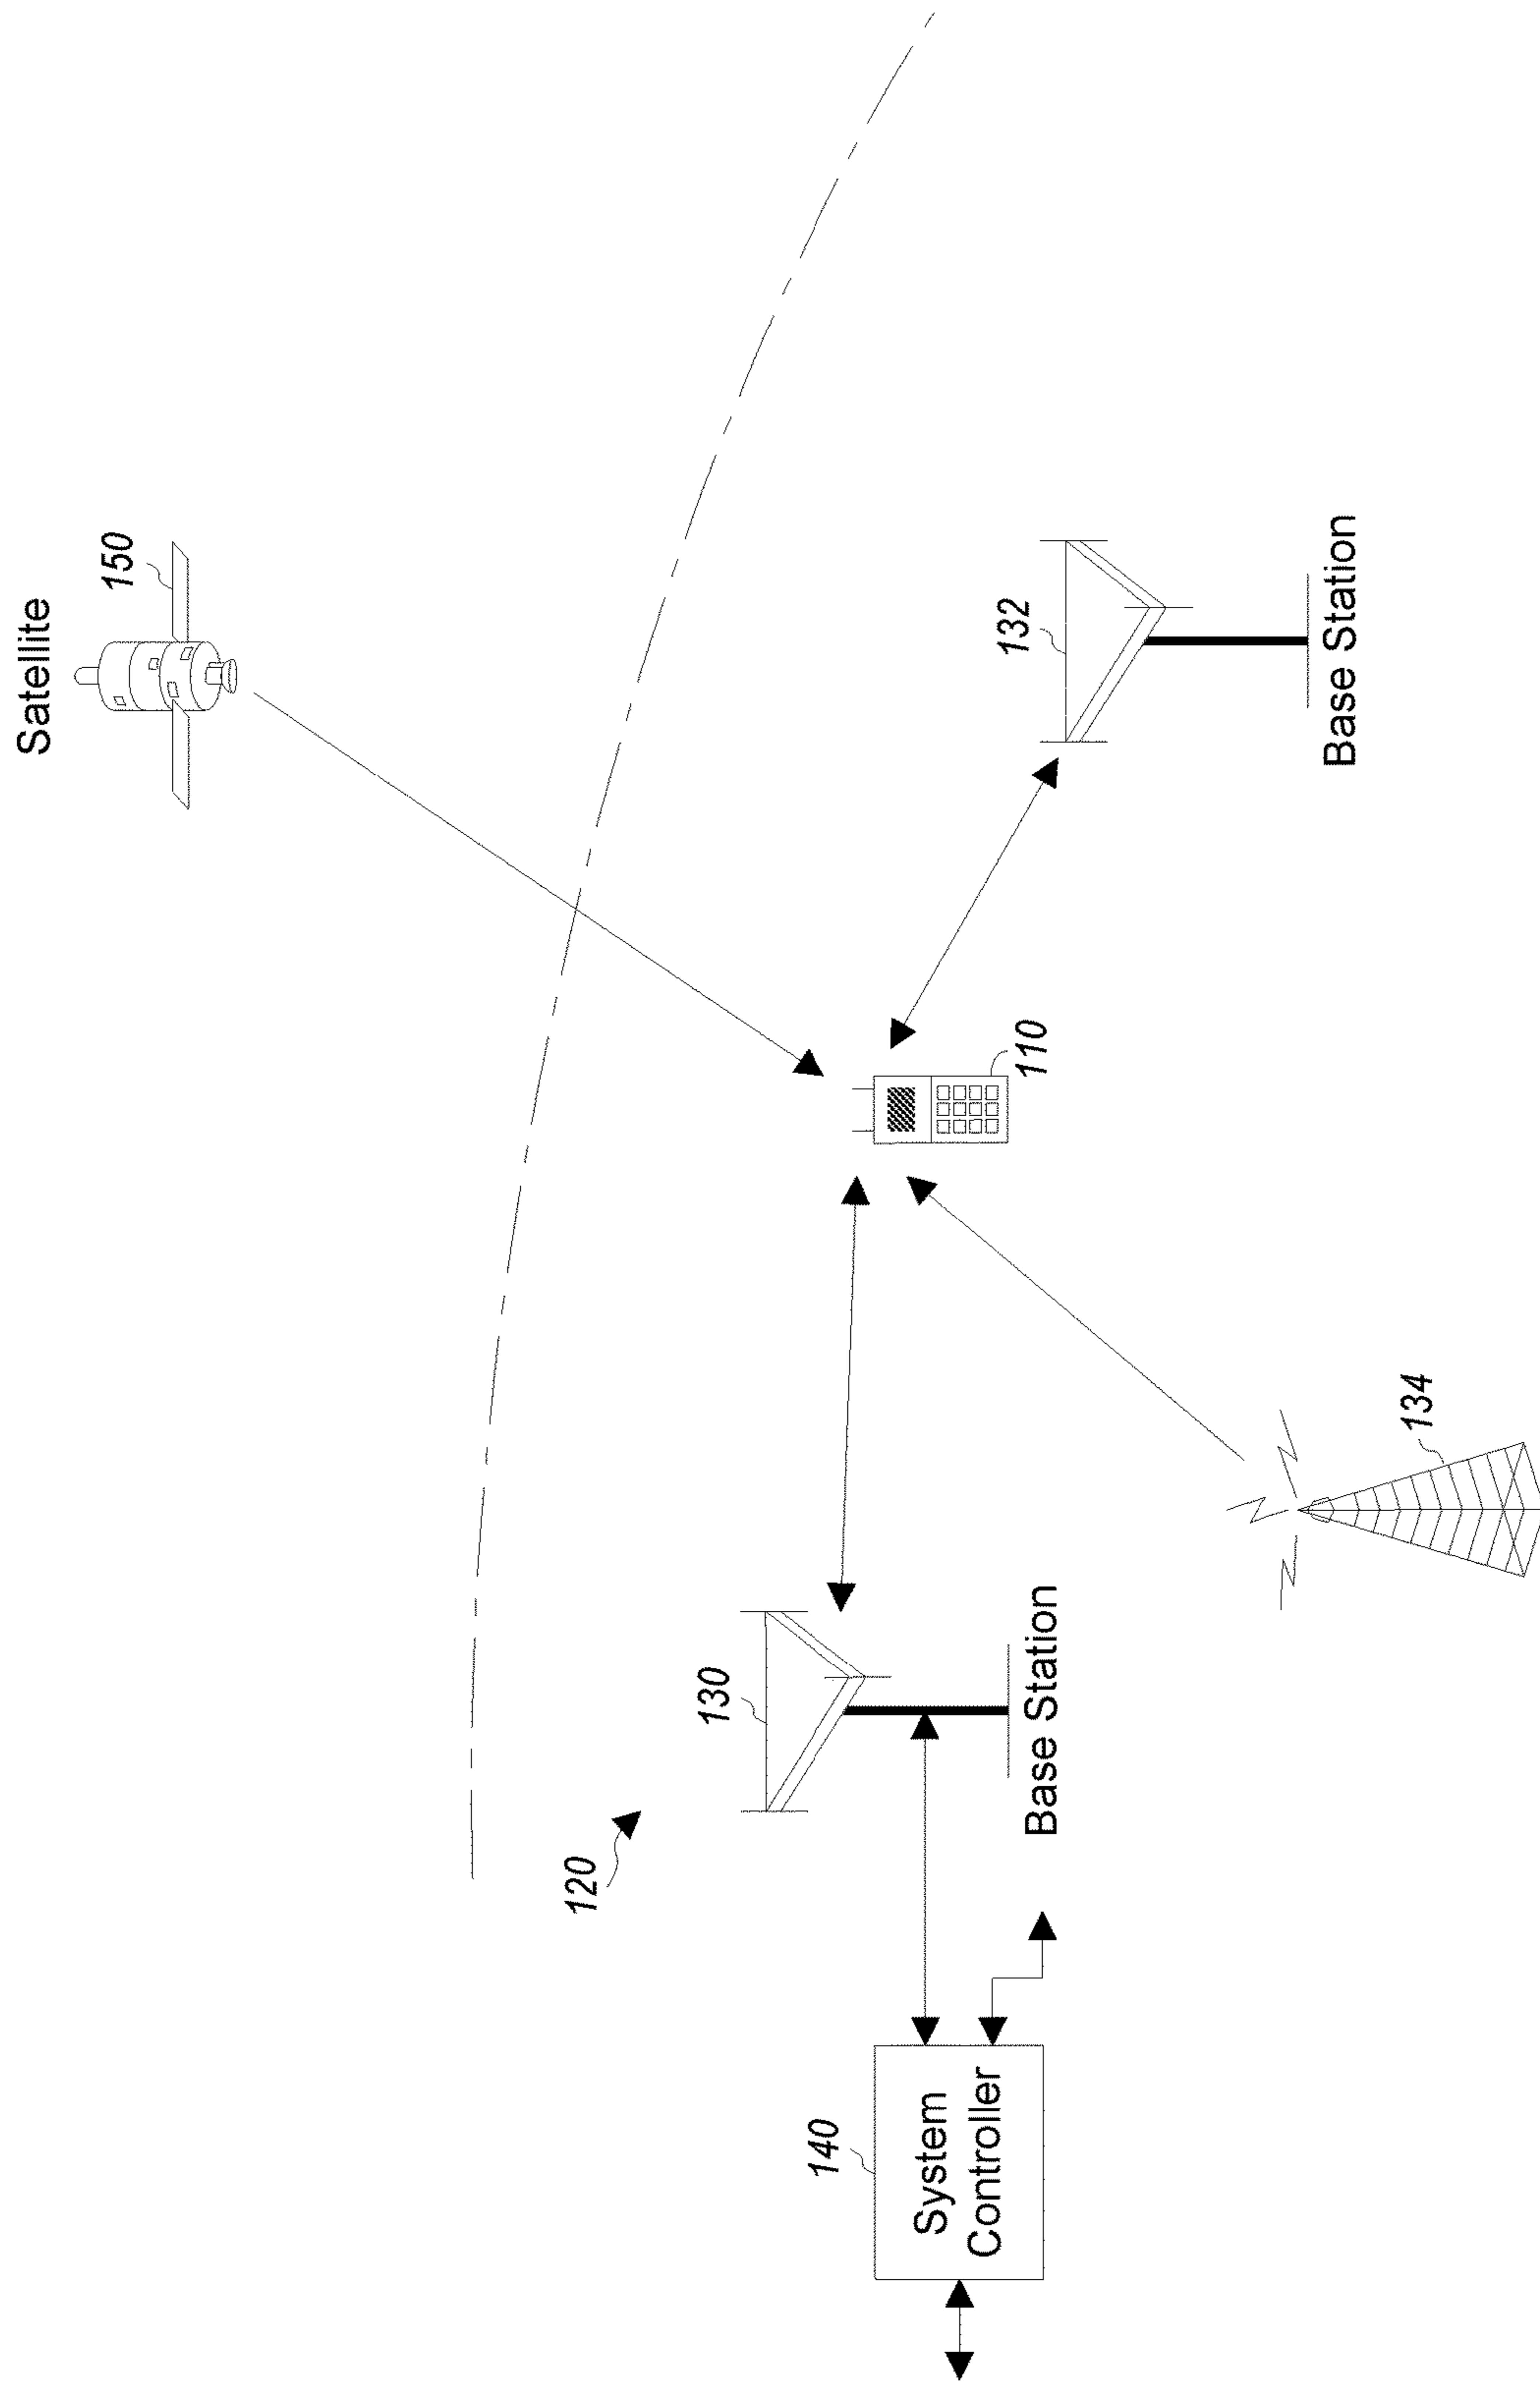 Satellite
150
120
130
132
140
System
Controller
110
Base Station
Base Station
134